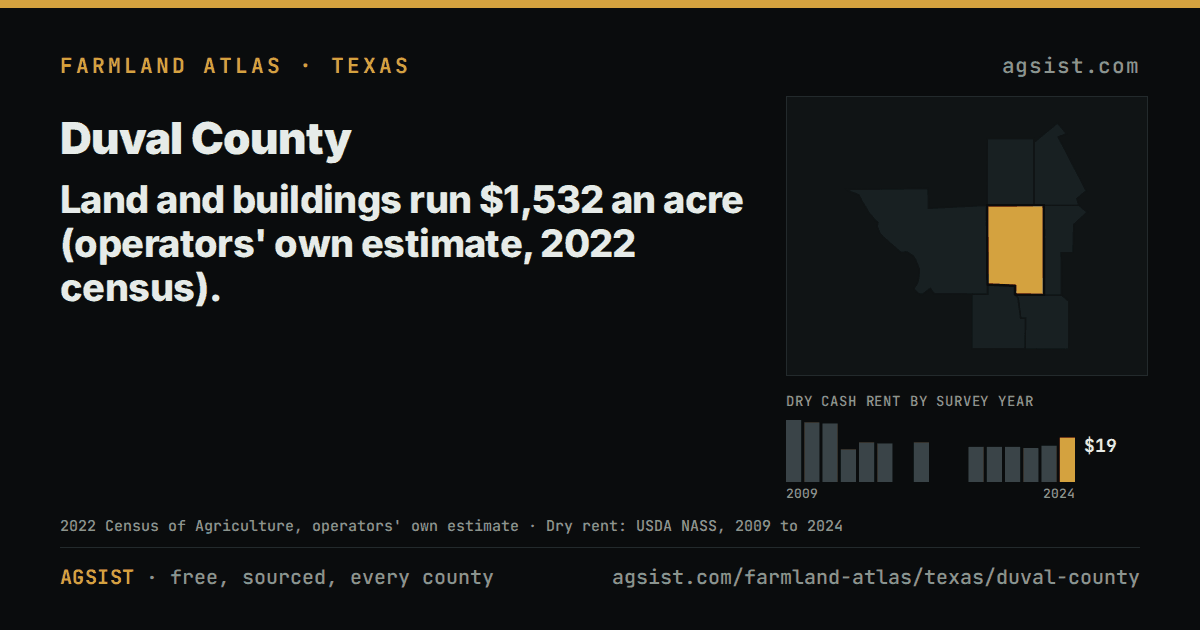 FARMLAND ATLAS · TEXAS
agsist.com
Duval County
Land and buildings run $1,532 an acre
(operators' own estimate, 2022
census).
DRY CASH RENT BY SURVEY YEAR
$19
2009
2024
2022 Census of Agriculture, operators' own estimate · Dry rent: USDA NASS, 2009 to 2024
AGSIST · free, sourced, every county
agsist.com/farmland-atlas/texas/duval-county